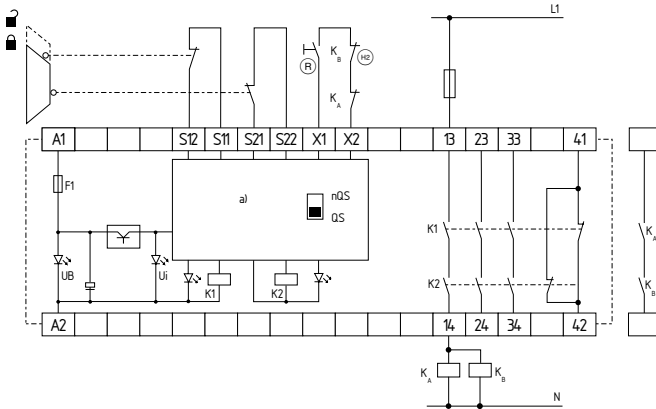 L1
K B
R
H2
K A
A1 S12 S11 S21 S22 X1 X2 13 23 33 41
F1
a)
nQS
QS
K1
UB
Ui
K1
K2
K2
K A
K B
A2 14 24 34 42
K A
K B
N